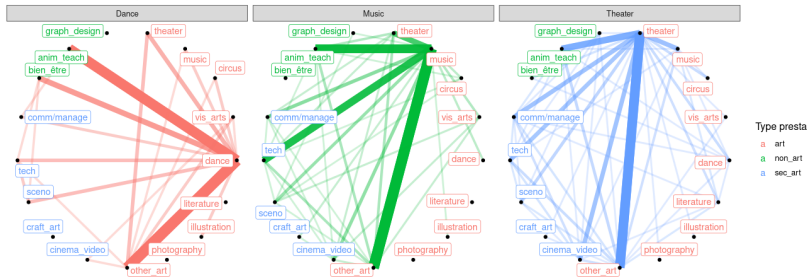 Dance
Music
Theater
graph_design
theater
anim_teach
music
bien_être
circus
comm/manage
vis_arts
dance
tech
sceno
literature
craft_art
illustration
cinema_video
photography
other_art
graph_design
theater
anim_teach
music
bien_être
circus
comm/manage
vis_arts
tech
dance
sceno
literature
craft_art
illustration
cinema_video
photography
other_art
graph_design
theater
anim_teach
music
bien_être
circus
comm/manage
vis_arts
tech
dance
sceno
literature
craft_art
illustration
cinema_video
photography
other_art
Type presta
a art
a non_art
a sec_art